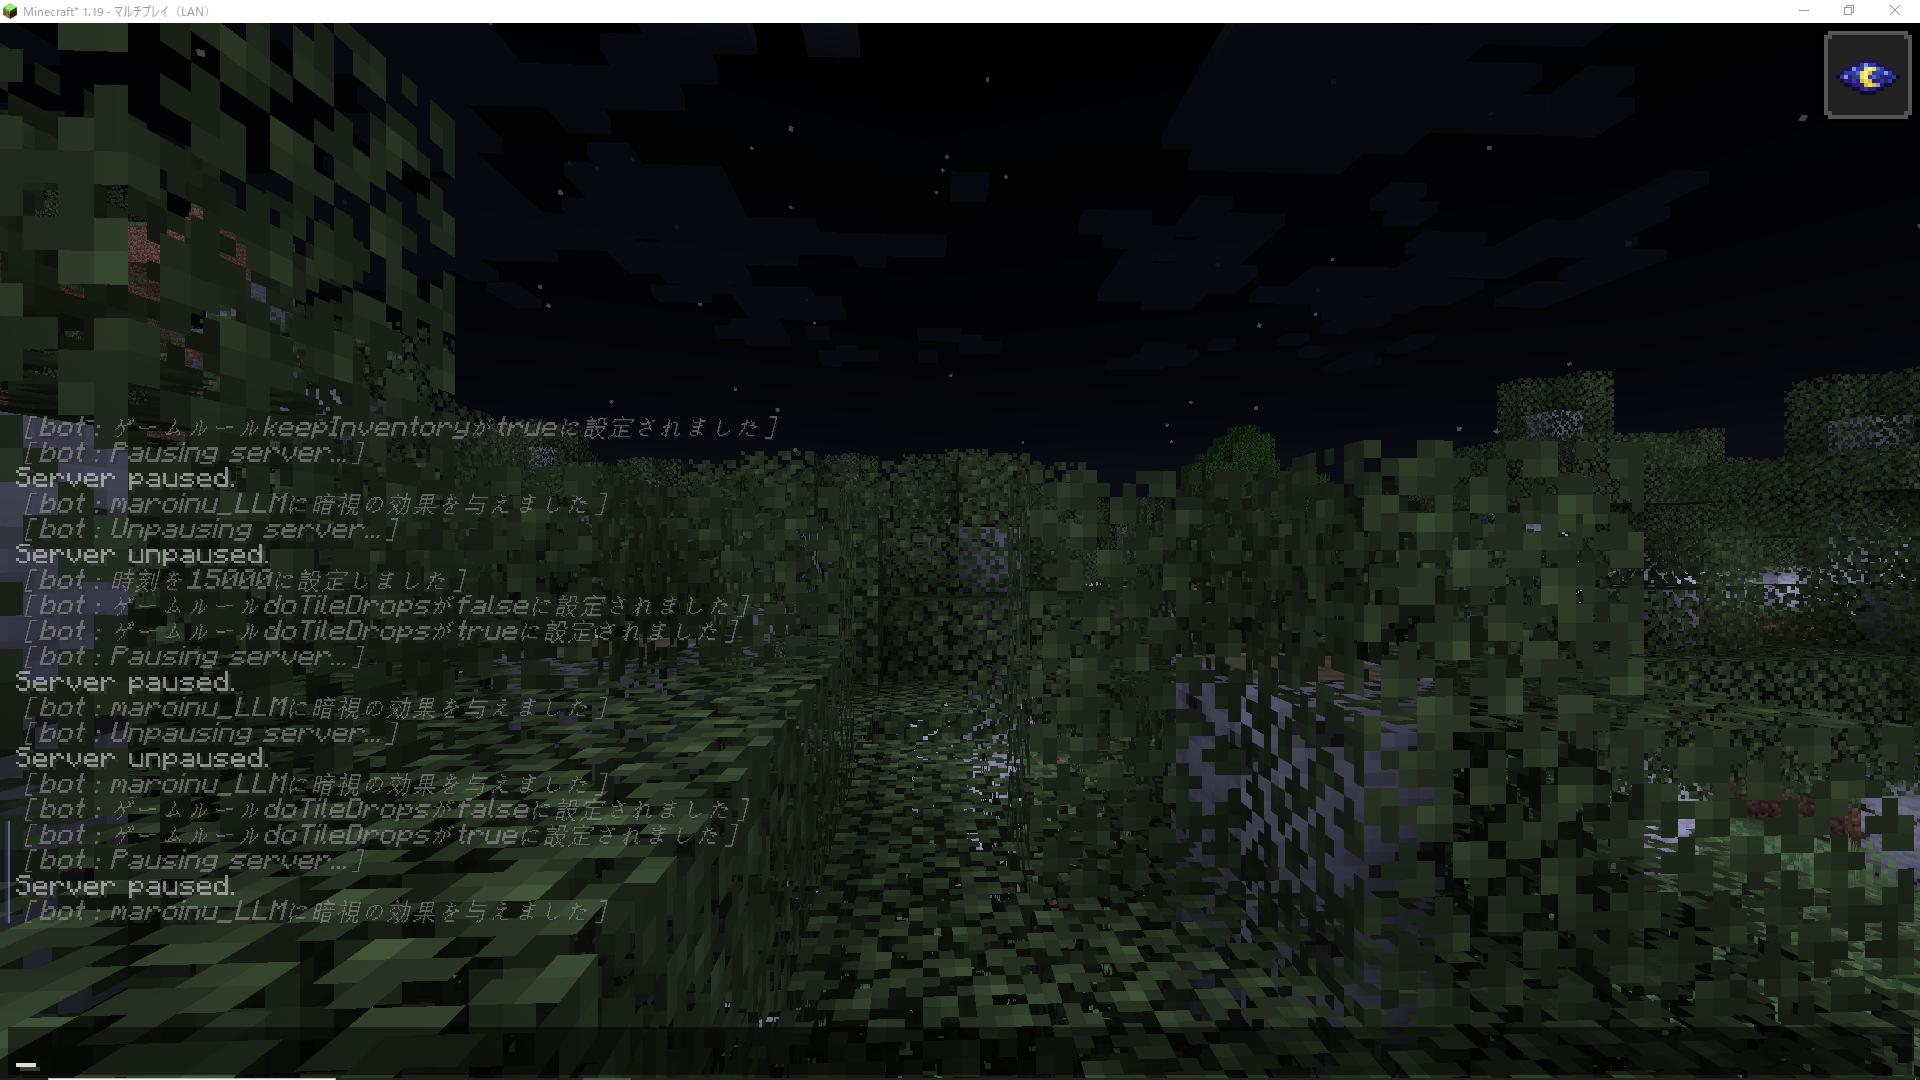 Minecraft* 1.19 - マルチプレイ（LAN）
[bot: ゲームルールkeepInventoryがtrueに設定されました]
[bot: Pausing server...]
Server paused.
[bot: maroinu_LLMに暗視の効果を与えました]
[bot: Unpausing server...]
Server unpaused.
[bot: 時刻を15000に設定しました]
[bot: ゲームルールdoTileDropsがfalseに設定されました]
[bot: ゲームルールdoTileDropsがtrueに設定されました]
[bot: Pausing server...]
Server paused.
[bot: maroinu_LLMに暗視の効果を与えました]
[bot: Unpausing server...]
Server unpaused.
[bot: maroinu_LLMに暗視の効果を与えました]
[bot: ゲームルールdoTileDropsがfalseに設定されました]
[bot: ゲームルールdoTileDropsがtrueに設定されました]
[bot: Pausing server...]
Server paused.
[bot: maroinu_LLMに暗視の効果を与えました]